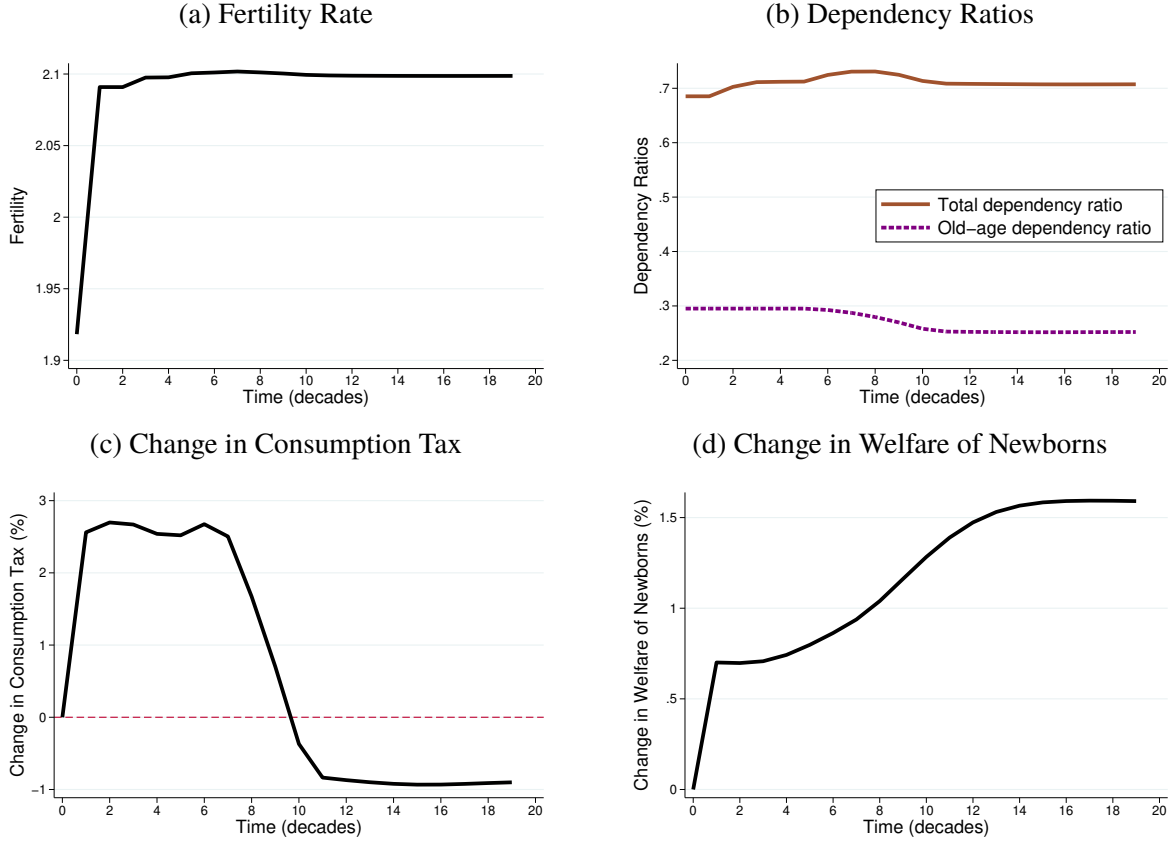 (a) Fertility Rate
Fertility
2.1
2.05
2
1.95
1.9
0 2 4 6 8 10 12 14 16 18 20
Time (decades)
(b) Dependency Ratios
Dependency Ratios
.7
.6
.5
.4
.3
.2
Total dependency ratio
Old−age dependency ratio
0 2 4 6 8 10 12 14 16 18 20
Time (decades)
(c) Change in Consumption Tax
Change in Consumption Tax (%)
3
2
1
0
−1
0 2 4 6 8 10 12 14 16 18 20
Time (decades)
(d) Change in Welfare of Newborns
Change in Welfare of Newborns (%)
1.5
1
.5
0
0 2 4 6 8 10 12 14 16 18 20
Time (decades)